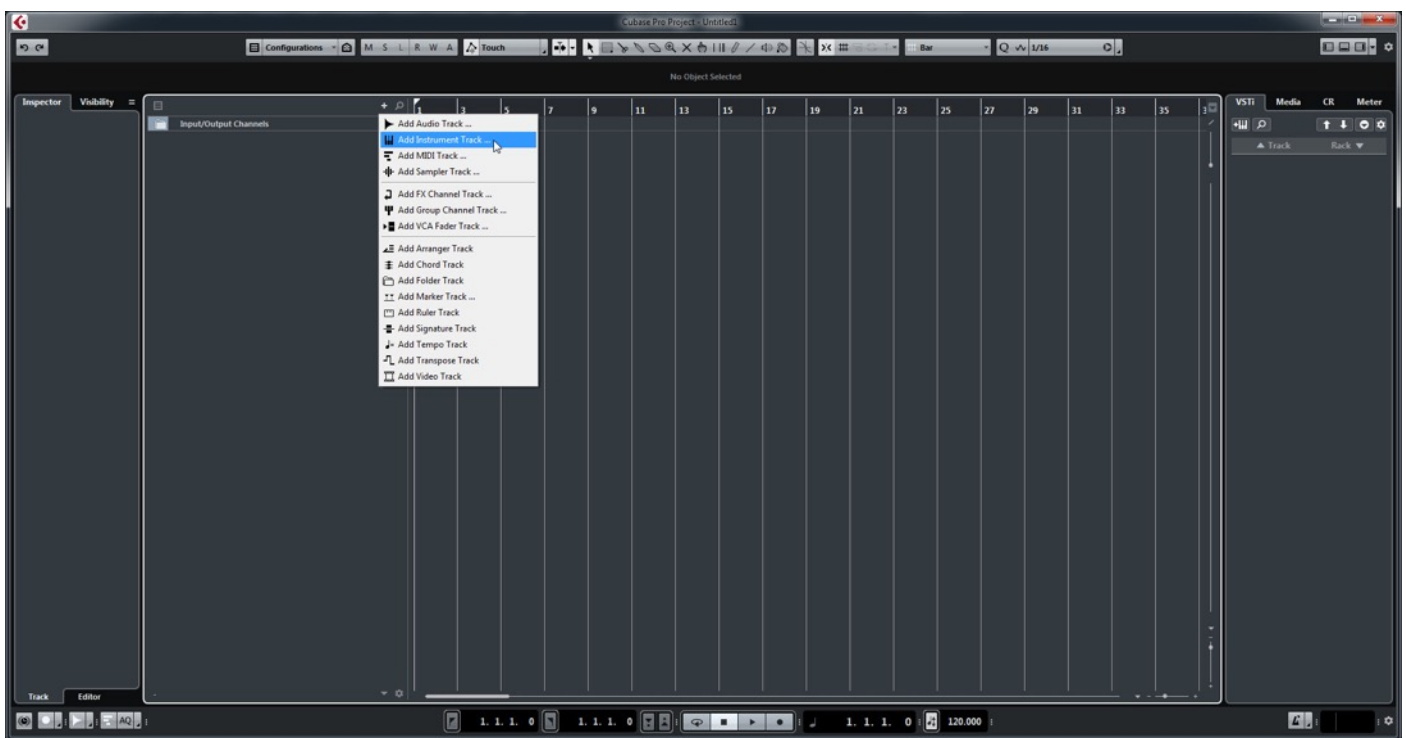 Cubase Pro Project - Untitled1
Configurations
M S L R W A
Touch
Bar
Q
1/16
No Object Selected
Inspector
Visibility
1 3 5 7 9 11 13 15 17 19 21 23 25 27 29 31 33 35
VSTi
Media
CR
Meter
Input/Output Channels
Add Audio Track ...
Add Instrument Track ...
Add MIDI Track ...
Add Sampler Track ...
Add FX Channel Track ...
Add Group Channel Track ...
Add VCA Fader Track ...
Add Arranger Track
Add Chord Track
Add Folder Track
Add Marker Track ...
Add Ruler Track
Add Signature Track
Add Tempo Track
Add Transpose Track
Add Video Track
Track
Rack
Track
Editor
AQ
1. 1. 1. 0
1. 1. 1. 0
1. 1. 1. 0
120.000